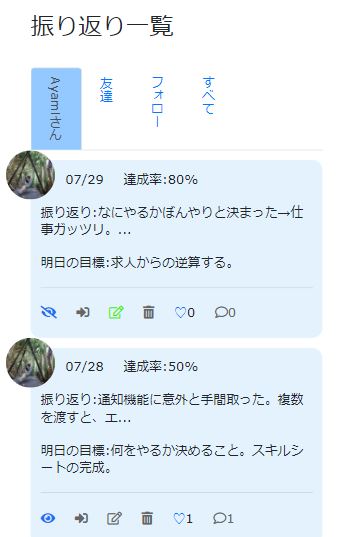 振り返り一覧
Ayamiさん
友達
フォロー
すべて
07/29 達成率:80%
振り返り:なにやるかぼんやりと決まった→仕
事ガッツリ。...
明日の目標:求人からの逆算する。
0 0
07/28 達成率:50%
振り返り:通知機能に意外と手間取った。複数
を渡すと、エ...
明日の目標:何をやるか決めること。スキルシ
ートの完成。
1 1